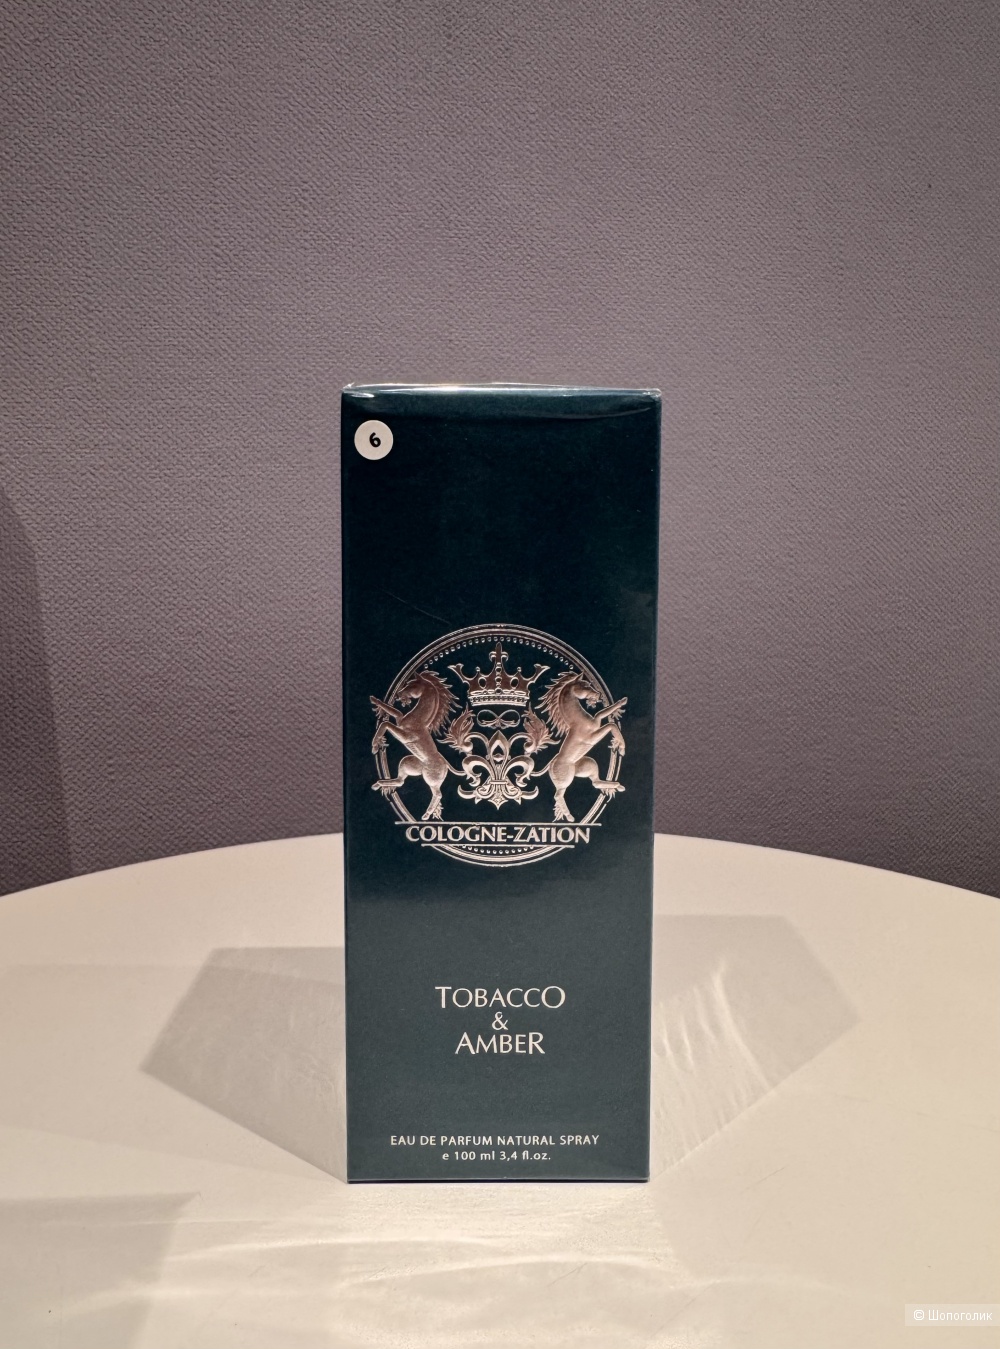 6
COLOGNE-ZATION
TOBACCO
&
AMBER
EAU DE PARFUM NATURAL SPRAY
e 100 ml 3,4 fl.oz.
© Шопоголик